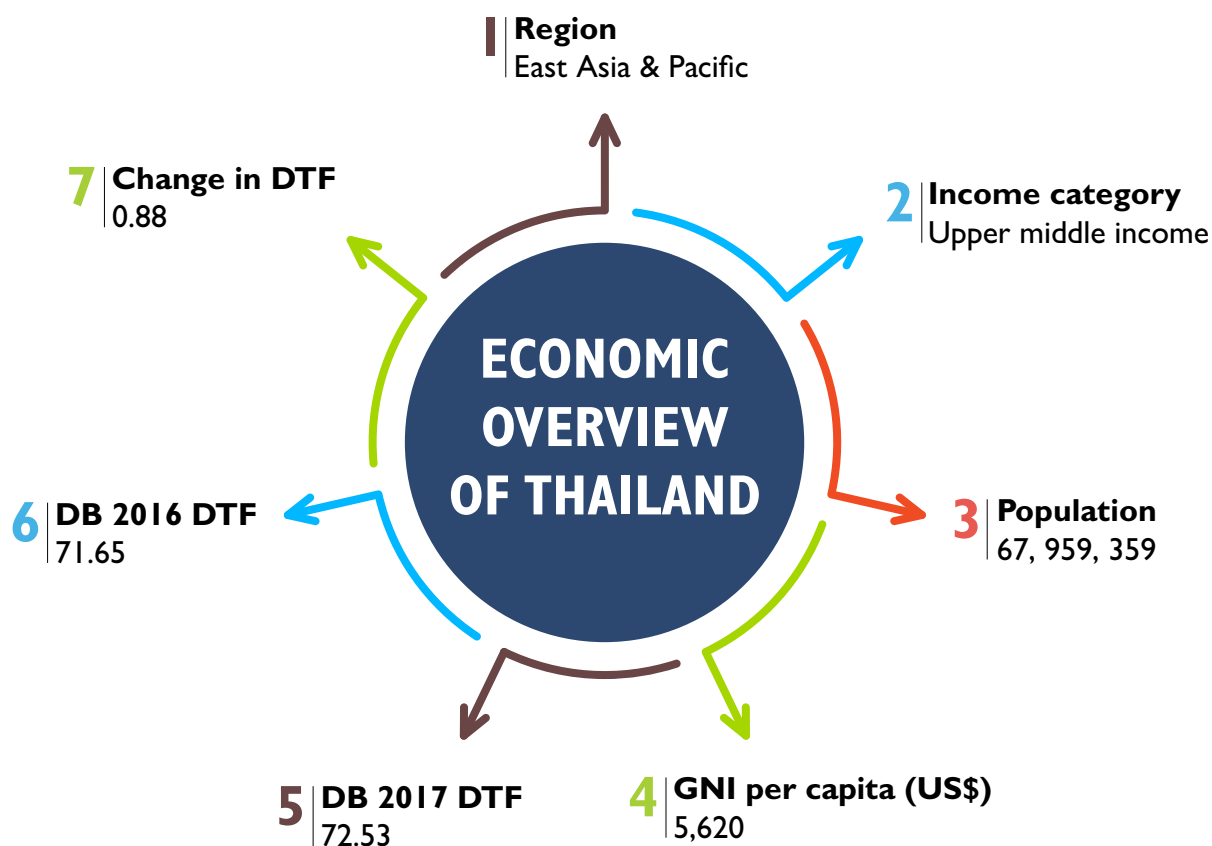 1 Region
East Asia & Pacific
2 Income category
Upper middle income
3 Population
67, 959, 359
4 GNI per capita (US$)
5,620
5 DB 2017 DTF
72.53
6 DB 2016 DTF
71.65
7 Change in DTF
0.88
ECONOMIC
OVERVIEW
OF THAILAND